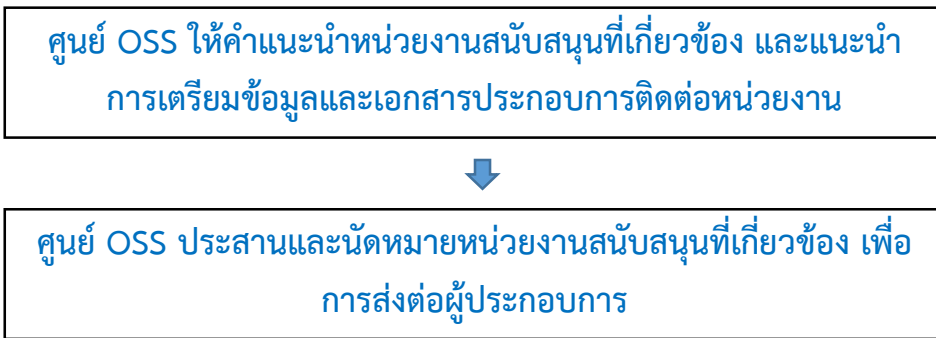 ศูนย์ OSS ให้คำแนะนำหน่วยงานสนับสนุนที่เกี่ยวข้อง และแนะนำ
การเตรียมข้อมูลและเอกสารประกอบการติดต่อหน่วยงาน
ศูนย์ OSS ประสานและนัดหมายหน่วยงานสนับสนุนที่เกี่ยวข้อง เพื่อ
การส่งต่อผู้ประกอบการ